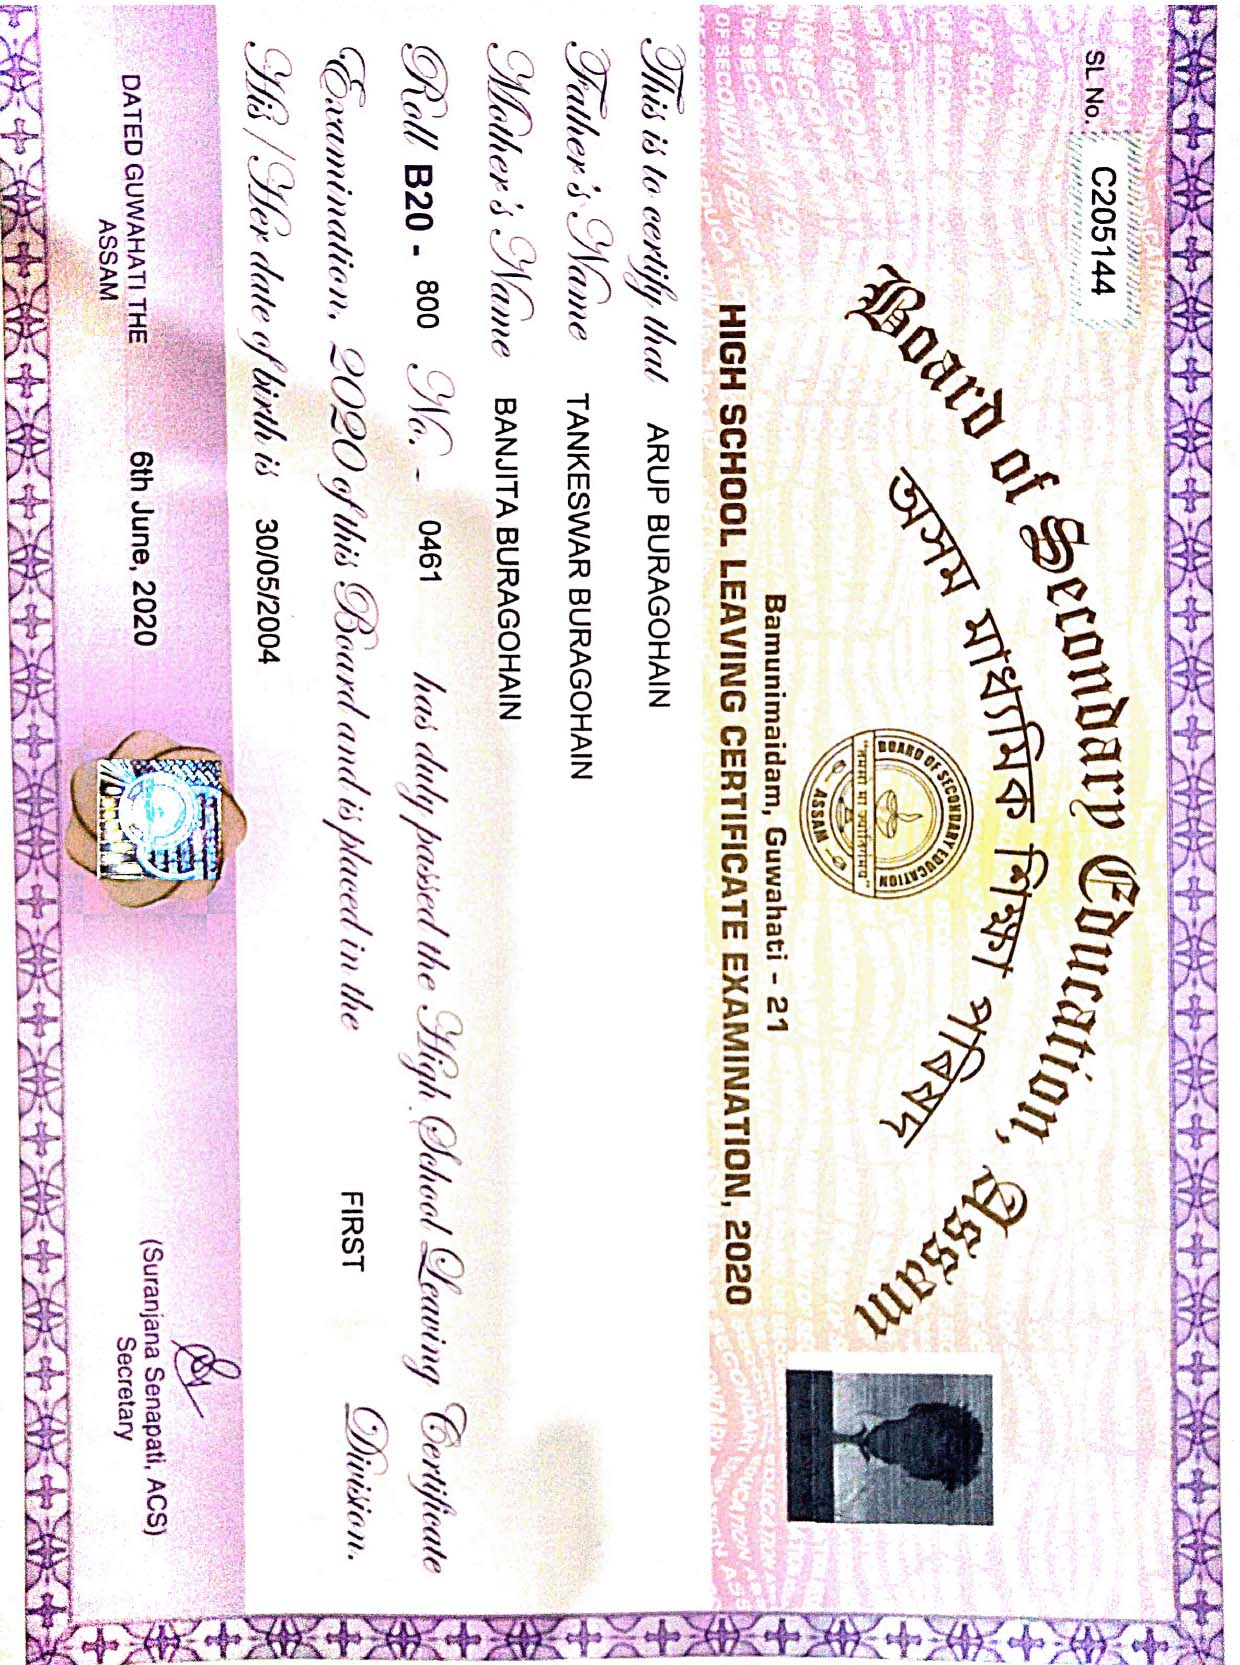 SL No. C205144
Board of Secondary Education, Assam
অসম মাধ্যমিক শিক্ষা পৰিষদ
BOARD OF SECONDARY EDUCATION
ASSAM
Bamunimaidam, Guwahati - 21
HIGH SCHOOL LEAVING CERTIFICATE EXAMINATION, 2020
This is to certify that ARUP BURAGOHAIN
Father's Name TANKESWAR BURAGOHAIN
Mother's Name BANJITA BURAGOHAIN
Roll B20 - 800 No. - 0461 has duly passed the High School Leaving Certificate
Examination, 2020 of this Board and is placed in the FIRST Division.
His / Her date of birth is 30/05/2004
DATED GUWAHATI THE 6th June, 2020
ASSAM
(Suranjana Senapati, ACS)
Secretary